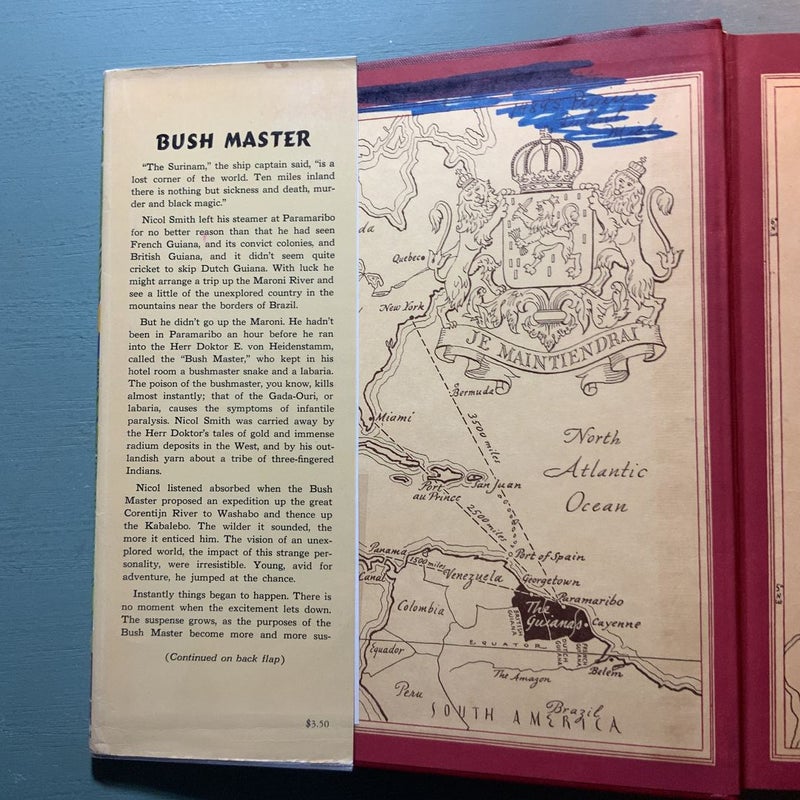 BUSH MASTER
"The Surinam," the ship captain said, "is a
lost corner of the world. Ten miles inland
there is nothing but sickness and death, mur-
der and black magic."
Nicol Smith left his steamer at Paramaribo
for no better reason than that he had seen
French Guiana, and its convict colonies, and
British Guiana, and it didn't seem quite
cricket to skip Dutch Guiana. With luck he
might arrange a trip up the Maroni River and
see a little of the unexplored country in the
mountains near the borders of Brazil.
But he didn't go up the Maroni. He hadn't
been in Paramaribo an hour before he ran
into the Herr Doktor E. von Heidenstamm,
called the "Bush Master," who kept in his
hotel room a bushmaster snake and a labaria.
The poison of the bushmaster, you know, kills
almost instantly; that of the Gada-Ouri, or
labaria, causes the symptoms of infantile
paralysis. Nicol Smith was carried away by
the Herr Doktor's tales of gold and immense
radium deposits in the West, and by his out-
landish yarn about a tribe of three-fingered
Indians.
Nicol listened absorbed when the Bush
Master proposed an expedition up the great
Corentijn River to Washabo and thence up
the Kabalebo. The wilder it sounded, the
more it enticed him. The vision of an unex-
plored world, the impact of this strange per-
sonality, were irresistible. Young, avid for
adventure, he jumped at the chance.
Instantly things began to happen. There is
no moment when the excitement lets down.
The suspense grows, as the purposes of the
Bush Master become more and more sus-
(Continued on back flap)
$3.50
da
Quebec
New York
JE MAINTIENDRAI
Bermuda
Miami
3500 miles
North
Atlantic
Ocean
Port
au Prince
San Juan
2500 miles
Port of Spain
Panama
Canal
1500 miles
Venezuela
Georgetown
Paramaribo
Colombia
The
Guianas
Cayenne
BRITISH
GUIANA
DUTCH
GUIANA
FRENCH
GUIANA
EQUATOR
Equador
Belém
The Amazon
Peru
Brazil
SOUTH AMERICA